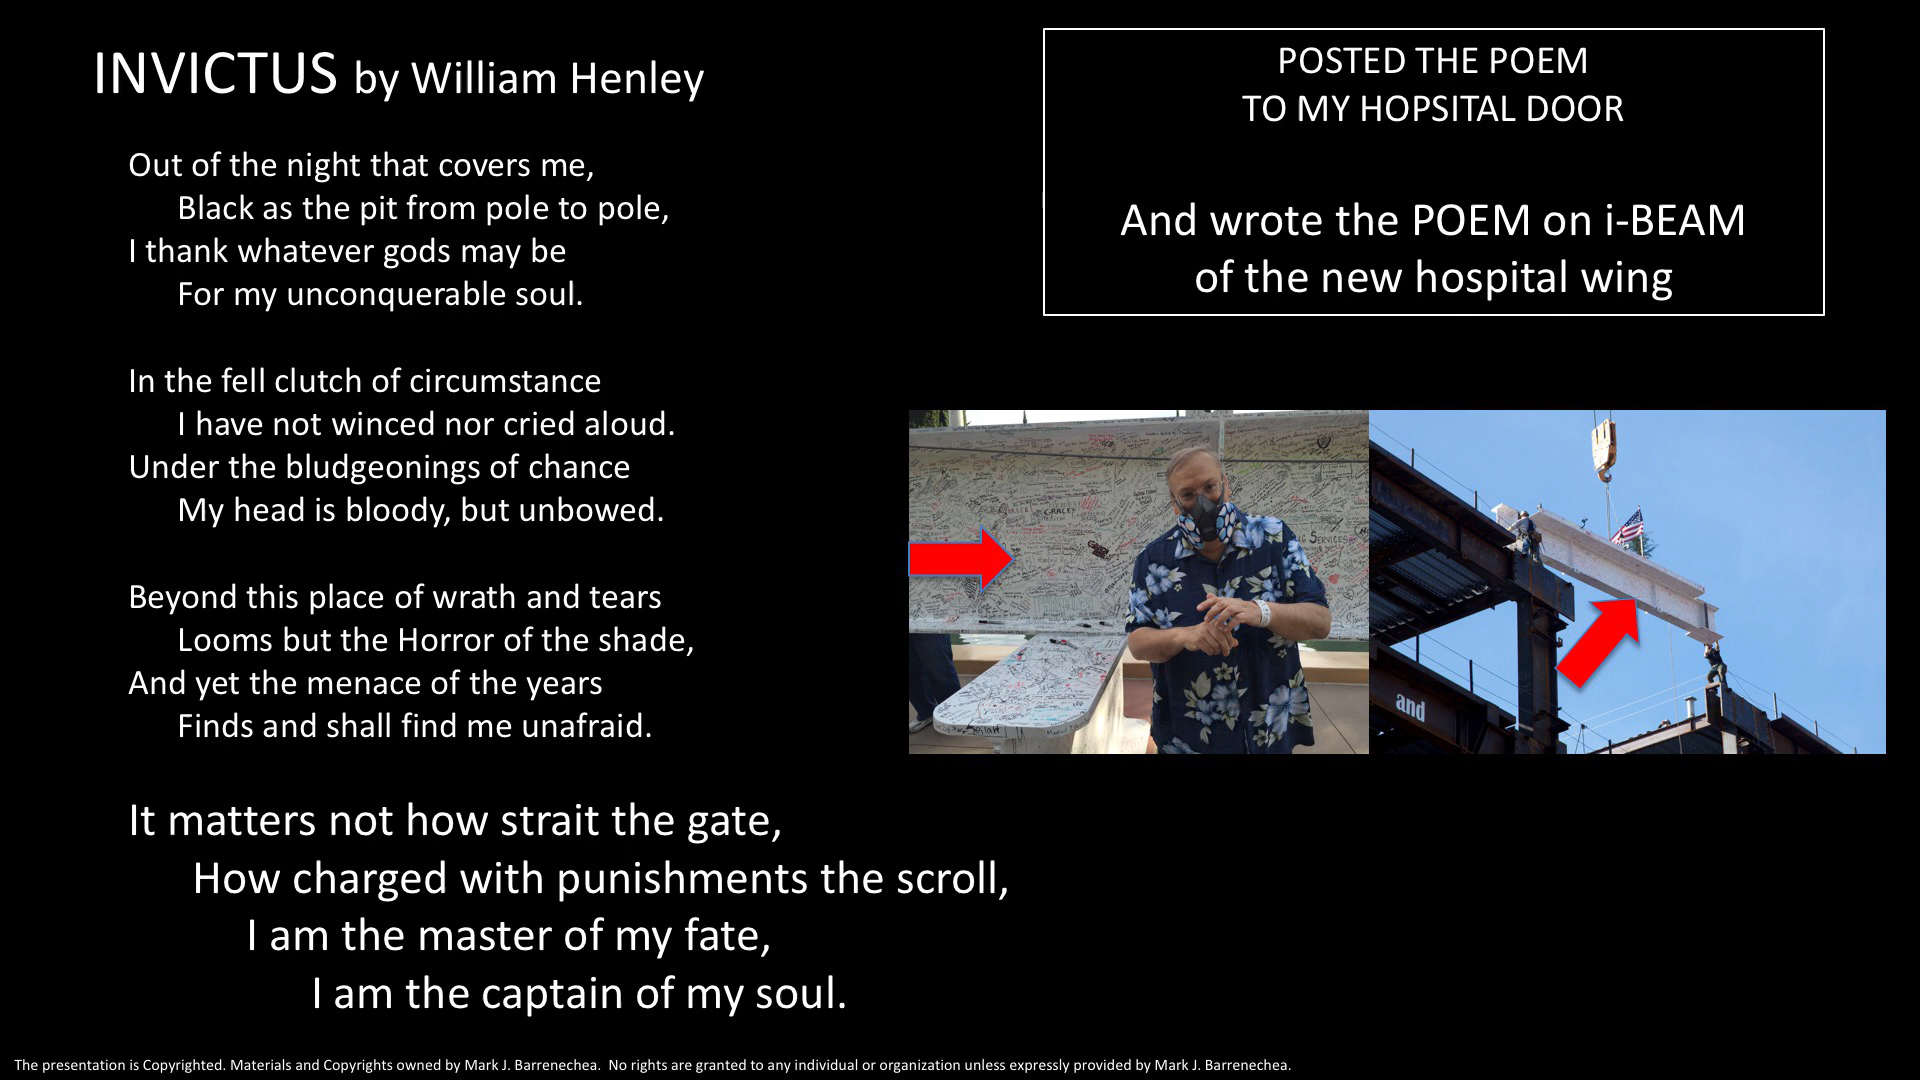 INVICTUS by William Henley
Out of the night that covers me,
Black as the pit from pole to pole,
I thank whatever gods may be
For my unconquerable soul.
In the fell clutch of circumstance
I have not winced nor cried aloud.
Under the bludgeonings of chance
My head is bloody, but unbowed.
Beyond this place of wrath and tears
Looms but the Horror of the shade,
And yet the menace of the years
Finds and shall find me unafraid.
It matters not how strait the gate,
How charged with punishments the scroll,
I am the master of my fate,
I am the captain of my soul.
POSTED THE POEM
TO MY HOPSITAL DOOR
And wrote the POEM on i-BEAM
of the new hospital wing
GRACE
SERVICES
and
The presentation is Copyrighted. Materials and Copyrights owned by Mark J. Barrenechea. No rights are granted to any individual or organization unless expressly provided by Mark J. Barrenechea.